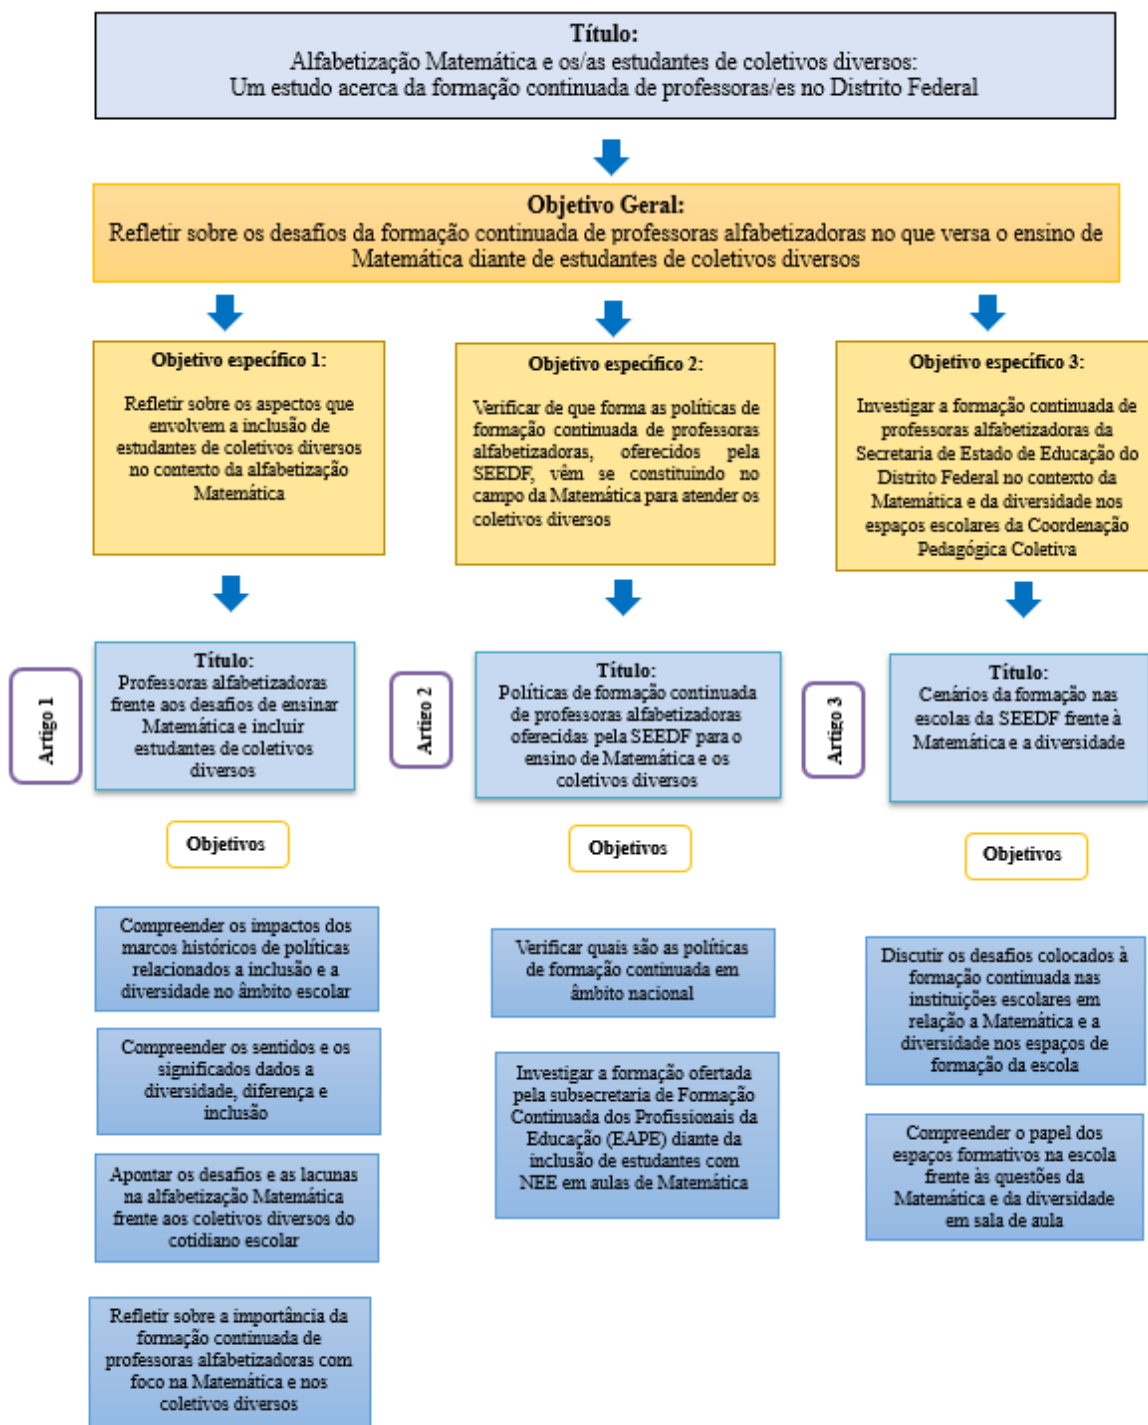 Título:
Alfabetização Matemática e os/as estudantes de coletivos diversos:
Um estudo acerca da formação continuada de professoras/es no Distrito Federal
Objetivo Geral:
Refletir sobre os desafios da formação continuada de professoras alfabetizadoras no que versa o ensino de
Matemática diante de estudantes de coletivos diversos
Objetivo específico 1:
Refletir sobre os aspectos que
envolvem a inclusão de
estudantes de coletivos diversos
no contexto da alfabetização
Matemática
Objetivo específico 2:
Verificar de que forma as políticas de
formação continuada de professoras
alfabetizadoras, oferecidos pela
SEEDF, vêm se constituindo no
campo da Matemática para atender os
coletivos diversos
Objetivo específico 3:
Investigar a formação continuada de
professoras alfabetizadoras da
Secretaria de Estado de Educação do
Distrito Federal no contexto da
Matemática e da diversidade nos
espaços escolares da Coordenação
Pedagógica Coletiva
Artigo 1
Título:
Professoras alfabetizadoras
frente aos desafios de ensinar
Matemática e incluir
estudantes de coletivos
diversos
Artigo 2
Título:
Políticas de formação continuada
de professoras alfabetizadoras
oferecidas pela SEEDF para o
ensino de Matemática e os
coletivos diversos
Artigo 3
Título:
Cenários da formação nas
escolas da SEEDF frente à
Matemática e a diversidade
Objetivos
Compreender os impactos dos
marcos históricos de políticas
relacionados a inclusão e a
diversidade no âmbito escolar
Compreender os sentidos e os
significados dados a
diversidade, diferença e
inclusão
Apontar os desafios e as lacunas
na alfabetização Matemática
frente aos coletivos diversos do
cotidiano escolar
Refletir sobre a importância da
formação continuada de
professoras alfabetizadoras com
foco na Matemática e nos
coletivos diversos
Objetivos
Verificar quais são as políticas
de formação continuada em
âmbito nacional
Investigar a formação ofertada
pela subsecretaria de Formação
Continuada dos Profissionais da
Educação (EAPE) diante da
inclusão de estudantes com
NEE em aulas de Matemática
Objetivos
Discutir os desafios colocados à
formação continuada nas
instituições escolares em
relação a Matemática e a
diversidade nos espaços de
formação da escola
Compreender o papel dos
espaços formativos na escola
frente às questões da
Matemática e da diversidade
em sala de aula